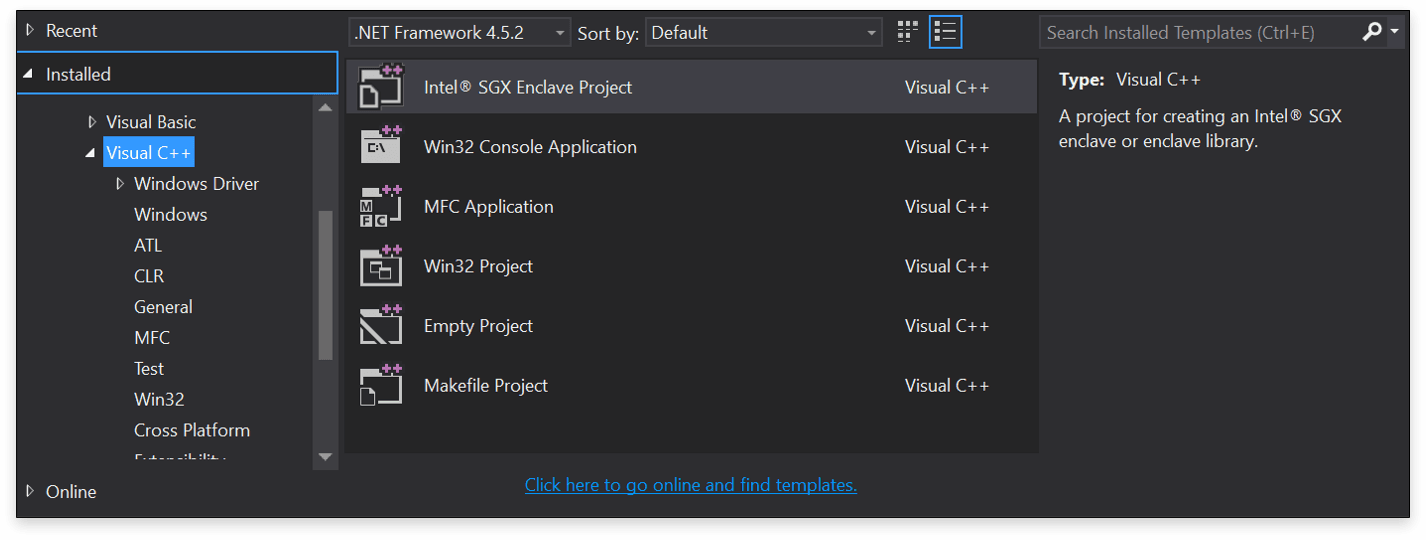 Recent
Installed
Visual Basic
Visual C++
Windows Driver
Windows
ATL
CLR
General
MFC
Test
Win32
Cross Platform
Extensibility
Online
.NET Framework 4.5.2 Sort by: Default
Intel® SGX Enclave Project Visual C++
Win32 Console Application Visual C++
MFC Application Visual C++
Win32 Project Visual C++
Empty Project Visual C++
Makefile Project Visual C++
Click here to go online and find templates.
Search Installed Templates (Ctrl+E)
Type: Visual C++
A project for creating an Intel® SGX
enclave or enclave library.